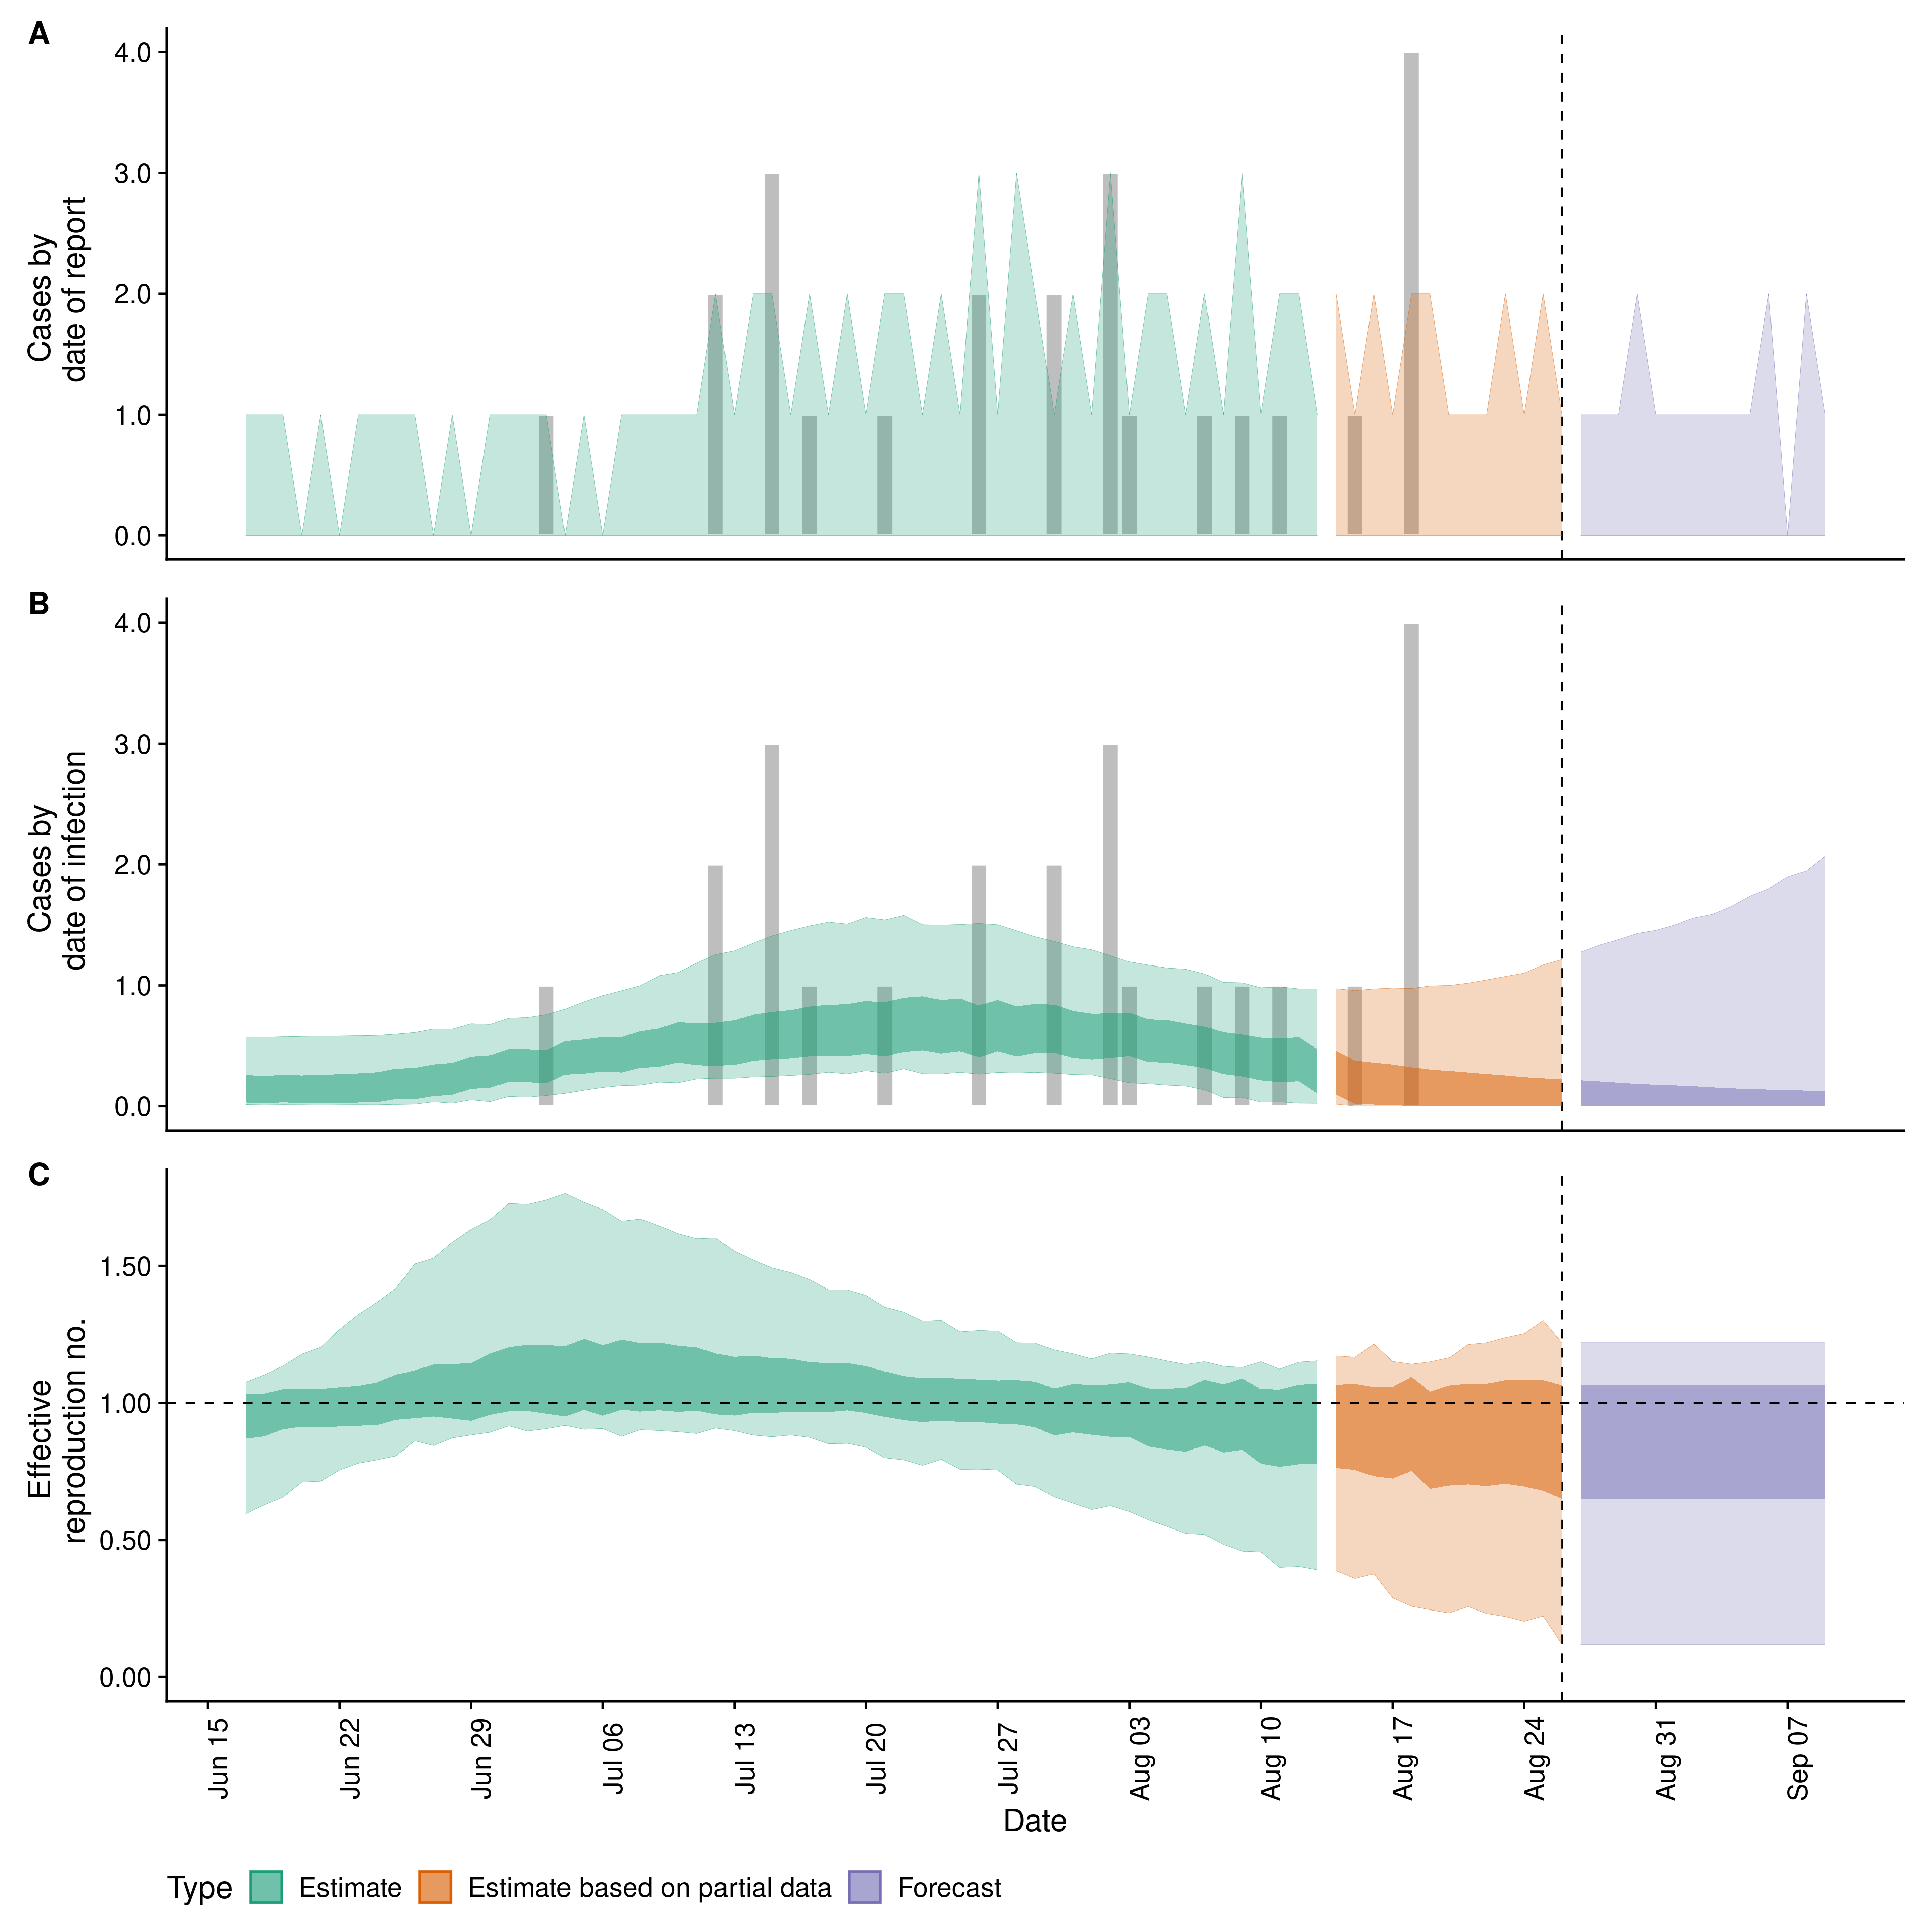 A
4.0
3.0
2.0
1.0
0.0
Cases by
date of report
B
4.0
3.0
2.0
1.0
0.0
Cases by
date of infection
C
1.50
1.00
0.50
0.00
Effective
reproduction no.
Jun 15
Jun 22
Jun 29
Jul 06
Jul 13
Jul 20
Jul 27
Aug 03
Aug 10
Aug 17
Aug 24
Aug 31
Sep 07
Date
Type Estimate Estimate based on partial data Forecast